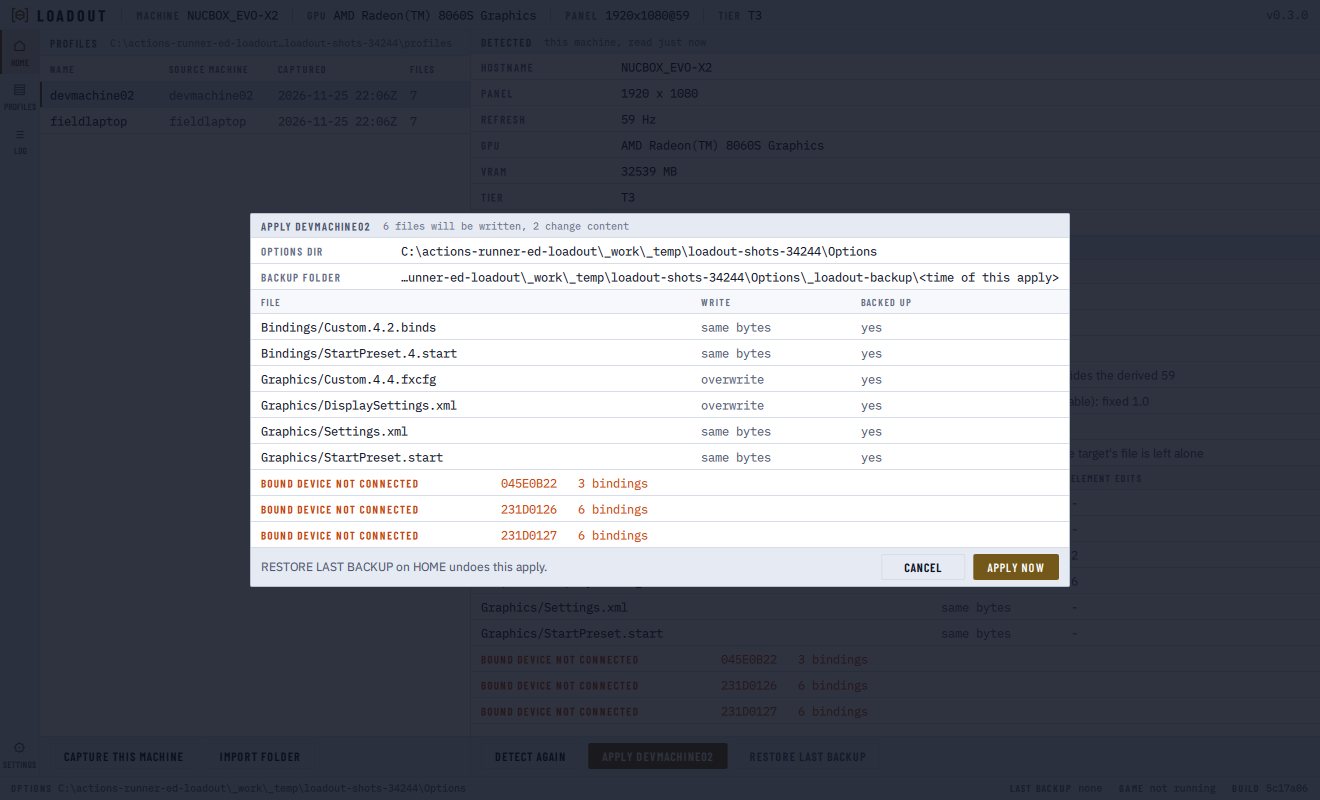 LOADOUT MACHINE NUCBOX_EVO-X2 GPU AMD Radeon(TM) 8060S Graphics PANEL 1920x1080@59 TIER T3 v0.3.0
HOME
PROFILES
LOG
SETTINGS
PROFILES C:\actions-runner-ed-loadout…loadout-shots-34244\profiles
NAME SOURCE MACHINE CAPTURED FILES
devmachine02 devmachine02 2026-11-25 22:06Z 7
fieldlaptop fieldlaptop 2026-11-25 22:06Z 7
DETECTED this machine, read just now
HOSTNAME NUCBOX_EVO-X2
PANEL 1920 x 1080
REFRESH 59 Hz
GPU AMD Radeon(TM) 8060S Graphics
VRAM 32539 MB
TIER T3
APPLY DEVMACHINE02 6 files will be written, 2 change content
OPTIONS DIR C:\actions-runner-ed-loadout\_work\_temp\loadout-shots-34244\Options
BACKUP FOLDER …unner-ed-loadout\_work\_temp\loadout-shots-34244\Options\_loadout-backup\<time of this apply>
FILE WRITE BACKED UP
Bindings/Custom.4.2.binds same bytes yes
Bindings/StartPreset.4.start same bytes yes
Graphics/Custom.4.4.fxcfg overwrite yes
Graphics/DisplaySettings.xml overwrite yes
Graphics/Settings.xml same bytes yes
Graphics/StartPreset.start same bytes yes
BOUND DEVICE NOT CONNECTED 045E0B22 3 bindings
BOUND DEVICE NOT CONNECTED 231D0126 6 bindings
BOUND DEVICE NOT CONNECTED 231D0127 6 bindings
RESTORE LAST BACKUP on HOME undoes this apply. CANCEL APPLY NOW
ides the derived 59
able): fixed 1.0
target's file is left alone
ELEMENT EDITS
-
-
2
6
Graphics/Settings.xml same bytes -
Graphics/StartPreset.start same bytes -
BOUND DEVICE NOT CONNECTED 045E0B22 3 bindings
BOUND DEVICE NOT CONNECTED 231D0126 6 bindings
BOUND DEVICE NOT CONNECTED 231D0127 6 bindings
CAPTURE THIS MACHINE IMPORT FOLDER DETECT AGAIN APPLY DEVMACHINE02 RESTORE LAST BACKUP
OPTIONS C:\actions-runner-ed-loadout\_work\_temp\loadout-shots-34244\Options LAST BACKUP none GAME not running BUILD 5c17a06